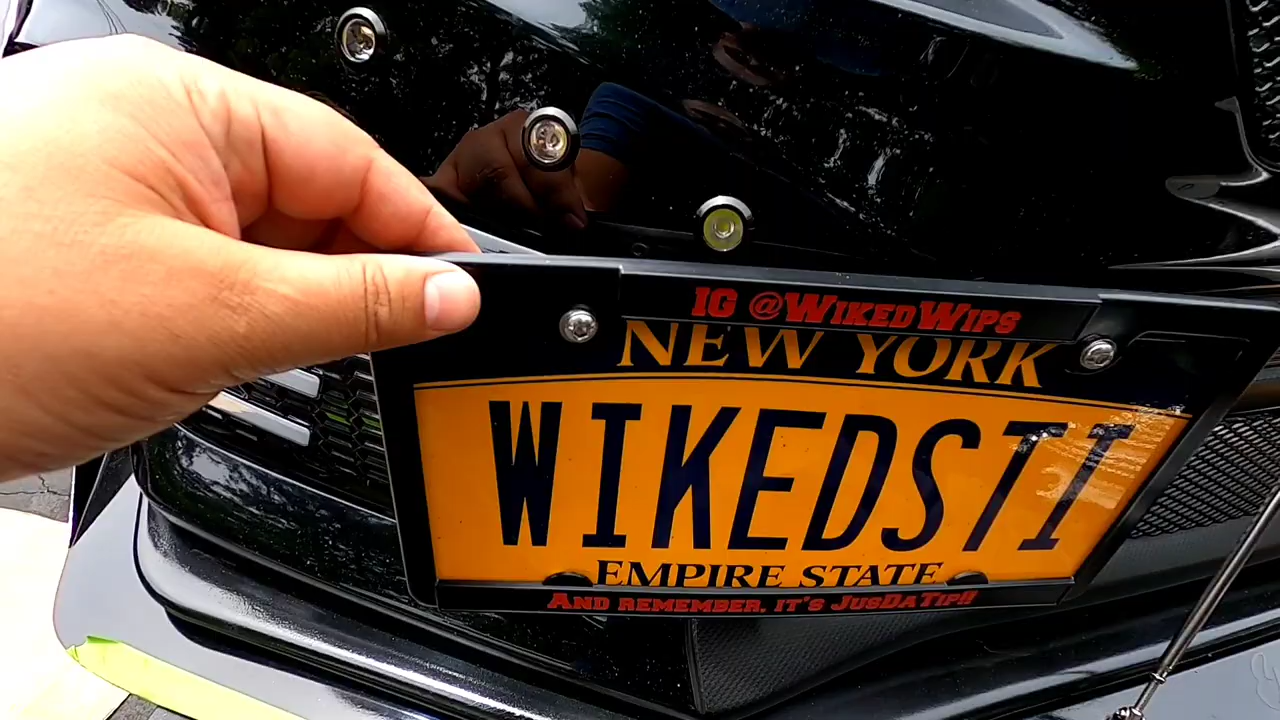 IG @WikedWips
NEW YORK
WIKEDSTI
EMPIRE STATE
And remember, it's JusDaTip!!